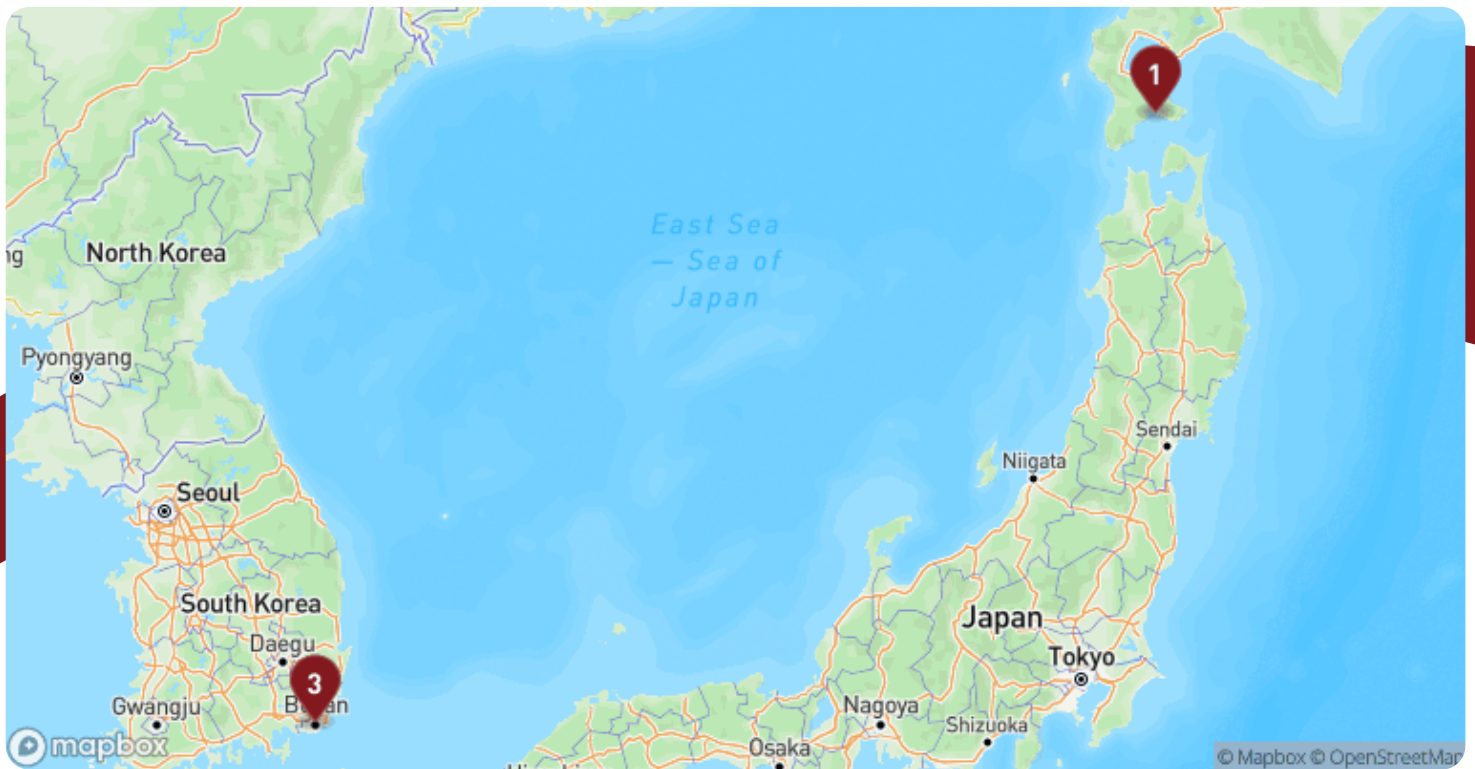 1
East Sea
— Sea of
Japan
ng
North Korea
Pyongyang
Sendai
Niigata
Seoul
South Korea
Japan
Daegu
Tokyo
3
Gwangju
Nagoya
Shizuoka
Osaka
mapbox
© Mapbox © OpenStreetMap